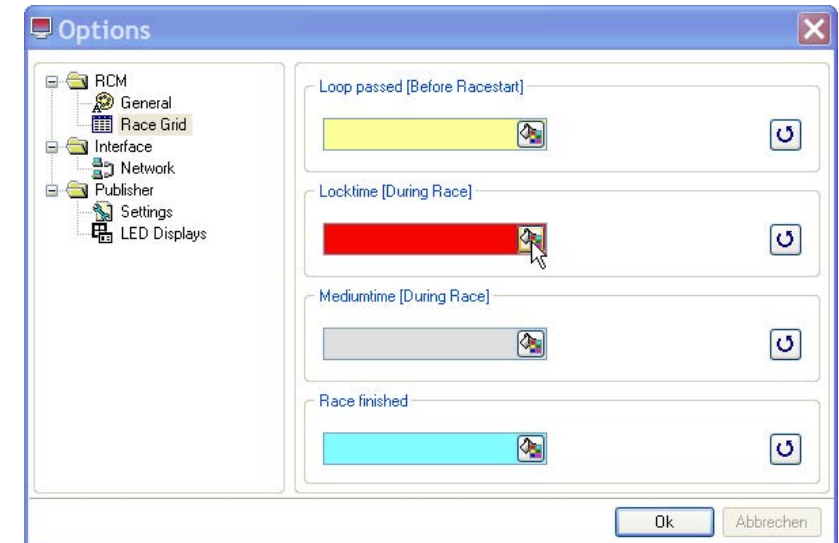 Options
RCM
General
Race Grid
Interface
Network
Publisher
Settings
LED Displays
Loop passed [Before Racestart]
Locktime [During Race]
Mediumtime [During Race]
Race finished
Ok
Abbrechen